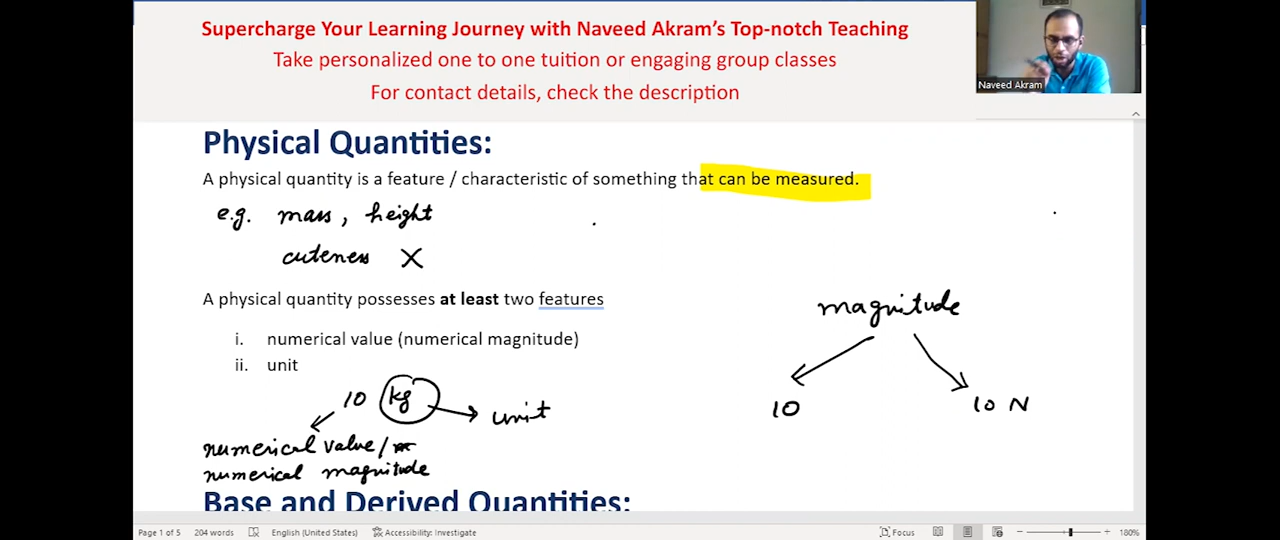 Supercharge Your Learning Journey with Naveed Akram's Top-notch Teaching
Take personalized one to one tuition or engaging group classes
For contact details, check the description
Naveed Akram
Physical Quantities:
A physical quantity is a feature / characteristic of something that can be measured.
e.g. mass, height
cuteness X
A physical quantity possesses at least two features
i. numerical value (numerical magnitude)
ii. unit
10 kg
unit
numerical value /
numerical magnitude
magnitude
10
10 N
Base and Derived Quantities:
Page 1 of 5 204 words English (United States) Accessibility: Investigate Focus 180%